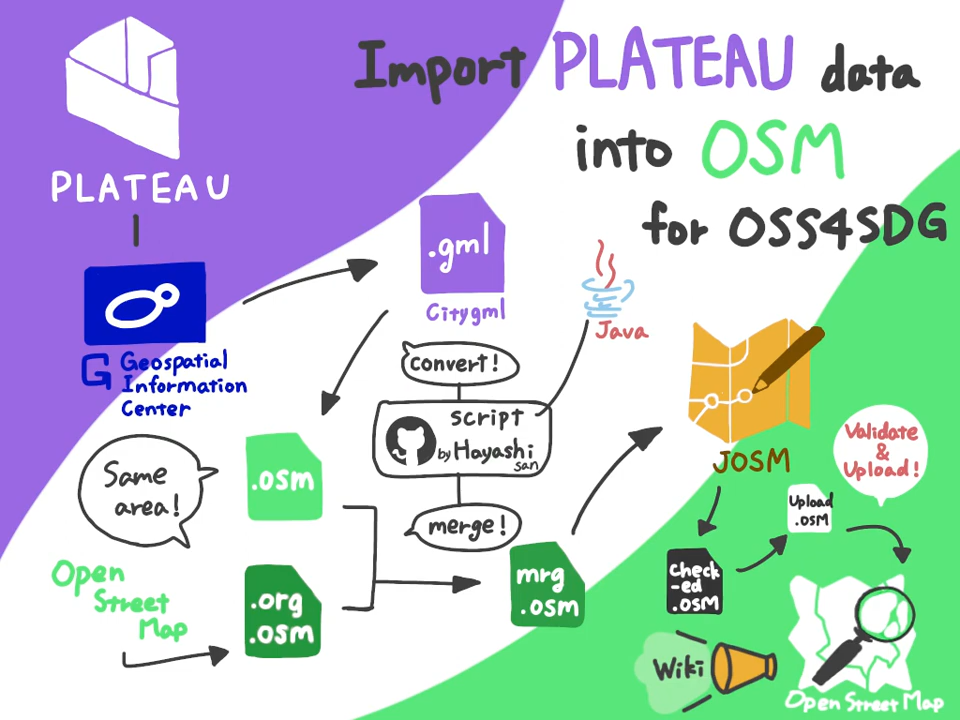 Import PLATEAU data
into OSM
for OSS4SDG
PLATEAU
G Geospatial
Information
Center
.gml
Citygml
Java
convert!
script
by Hayashi
san
merge!
Same
area!
.osm
Open
Street
Map
.org
.osm
mrg
.osm
JOSM
Validate
&
Upload!
Upload
.OSM
check
-ed
.OSM
Wiki
Open Street Map